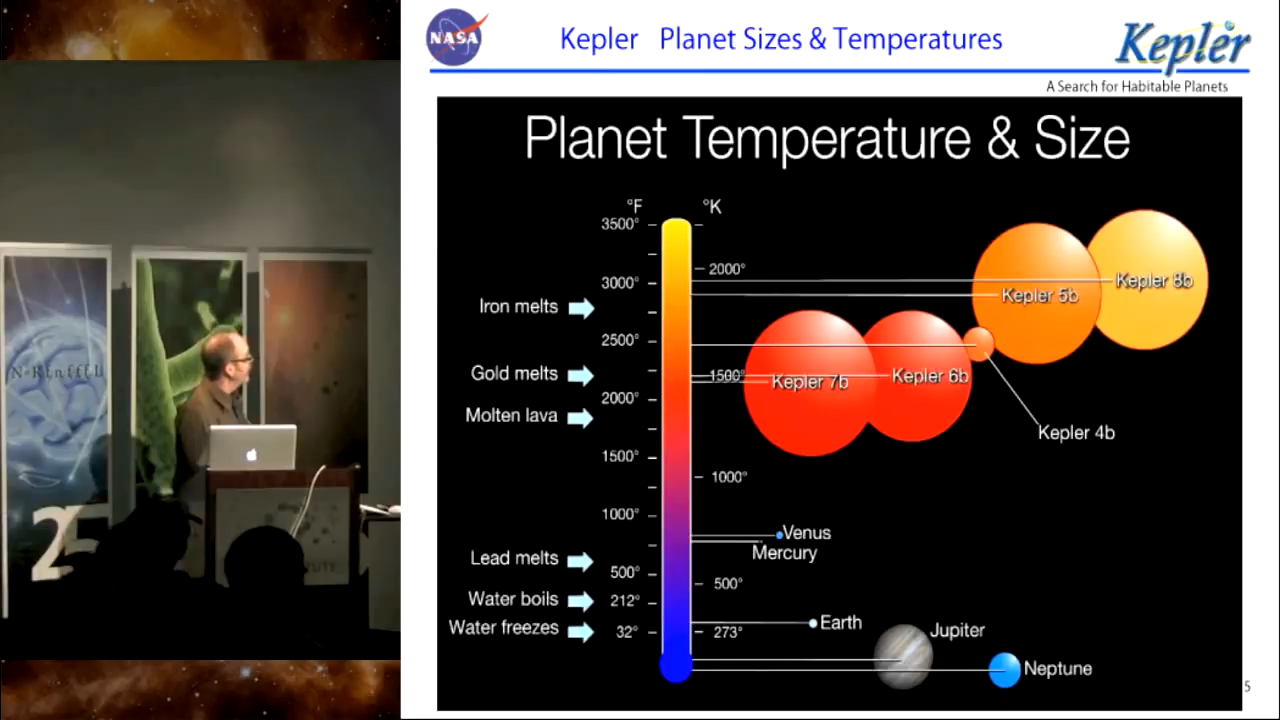 NASA
Kepler Planet Sizes & Temperatures
Kepler
A Search for Habitable Planets
Planet Temperature & Size
°F
°K
3500°
2000°
3000°
Kepler 8b
Kepler 5b
Iron melts
2500°
Gold melts
1500°
Kepler 7b
Kepler 6b
2000°
Molten lava
Kepler 4b
1500°
1000°
1000°
Venus
Mercury
Lead melts
500°
500°
Water boils
212°
Earth
Water freezes
32°
273°
Jupiter
Neptune
5
25